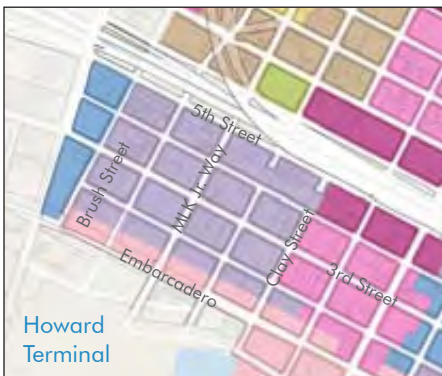 5th Street
MLK Jr. Way
Brush Street
Clay Street
3rd Street
Embarcadero
Howard
Terminal